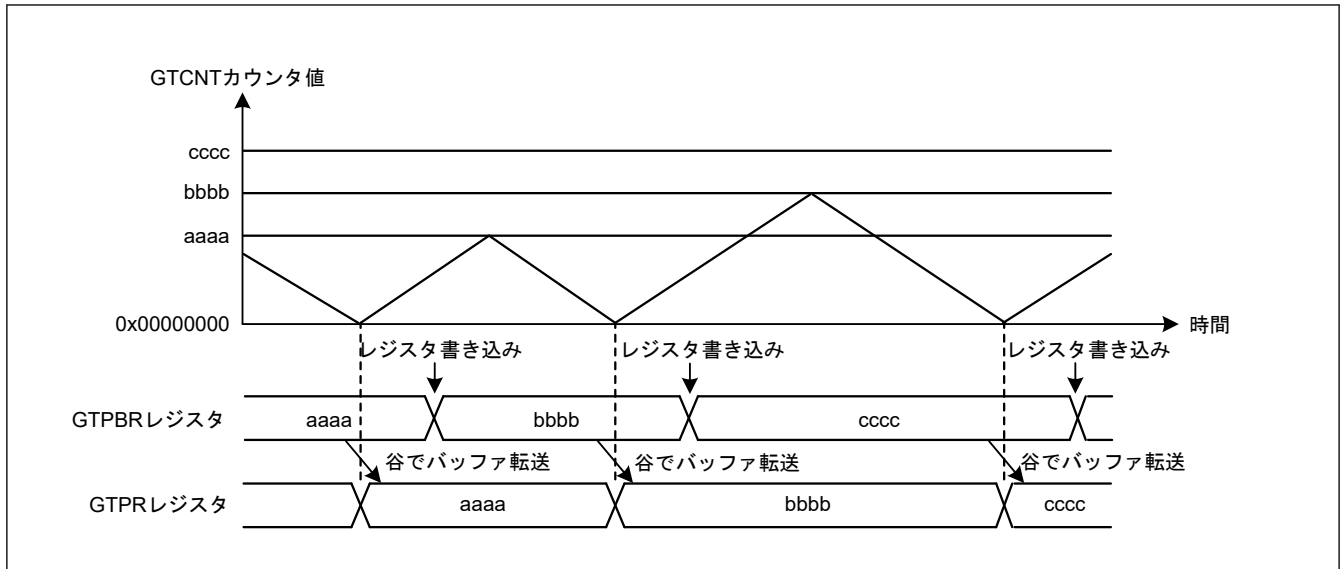 GTCNTカウンタ値
cccc
bbbb
aaaa
0x00000000
時間
レジスタ書き込み レジスタ書き込み レジスタ書き込み
GTPBRレジスタ aaaa bbbb cccc
谷でバッファ転送 谷でバッファ転送 谷でバッファ転送
GTPRレジスタ aaaa bbbb cccc